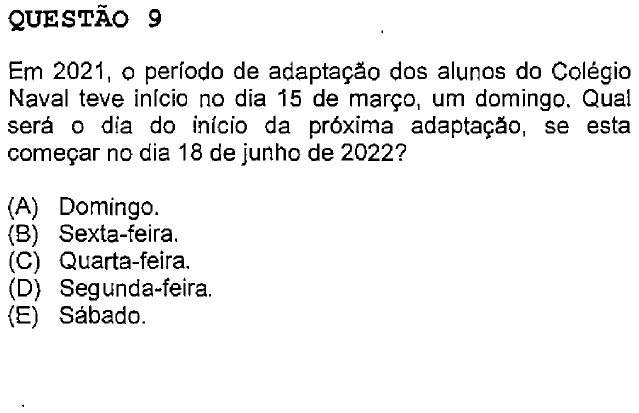 QUESTÃO 9
Em 2021, o período de adaptação dos alunos do Colégio
Naval teve início no dia 15 de março, um domingo. Qual
será o dia do início da próxima adaptação, se esta
começar no dia 18 de junho de 2022?
(A) Domingo.
(B) Sexta-feira.
(C) Quarta-feira.
(D) Segunda-feira.
(E) Sábado.